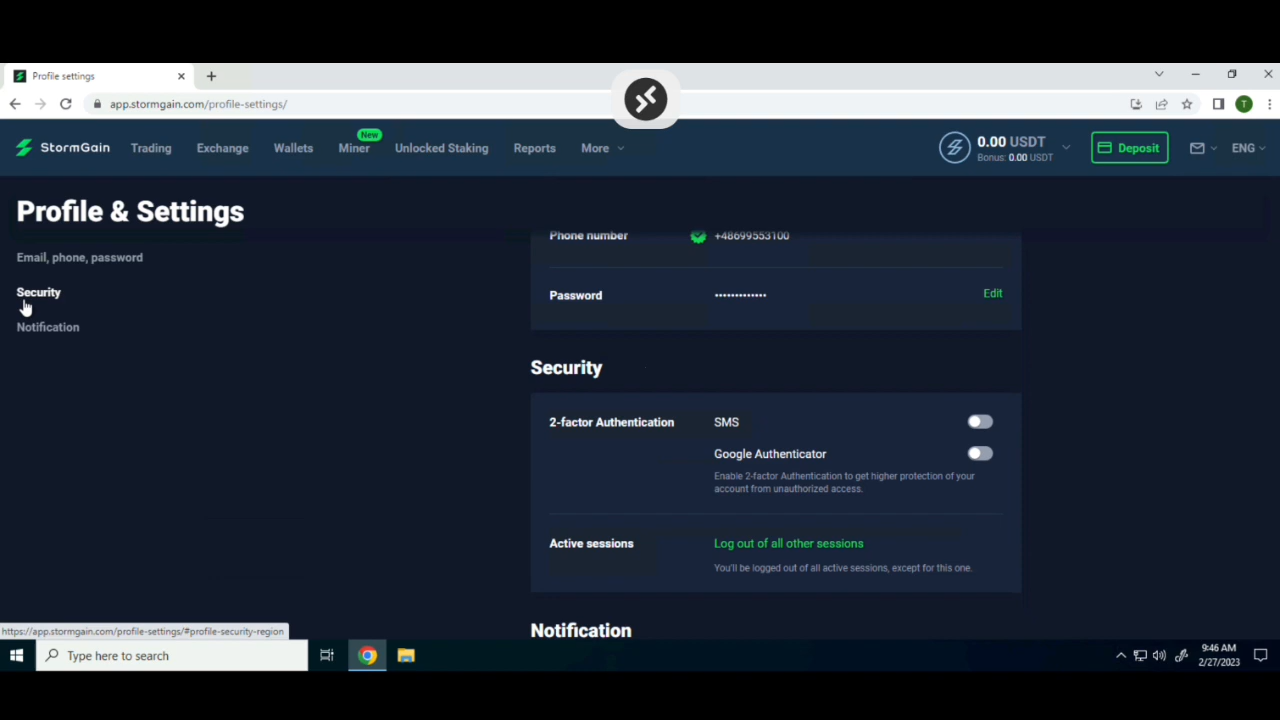 Profile settings
app.stormgain.com/profile-settings/
T
StormGain
Trading
Exchange
Wallets
New
Miner
Unlocked Staking
Reports
More
0.00 USDT
Bonus: 0.00 USDT
Deposit
ENG
Profile & Settings
Email, phone, password
Security
Notification
Phone number
+48699553100
Password
•••••••••••••
Edit
Security
2-factor Authentication
SMS
Google Authenticator
Enable 2-factor Authentication to get higher protection of your
account from unauthorized access.
Active sessions
Log out of all other sessions
You'll be logged out of all active sessions, except for this one.
Notification
https://app.stormgain.com/profile-settings/#profile-security-region
Type here to search
9:46 AM
2/27/2023